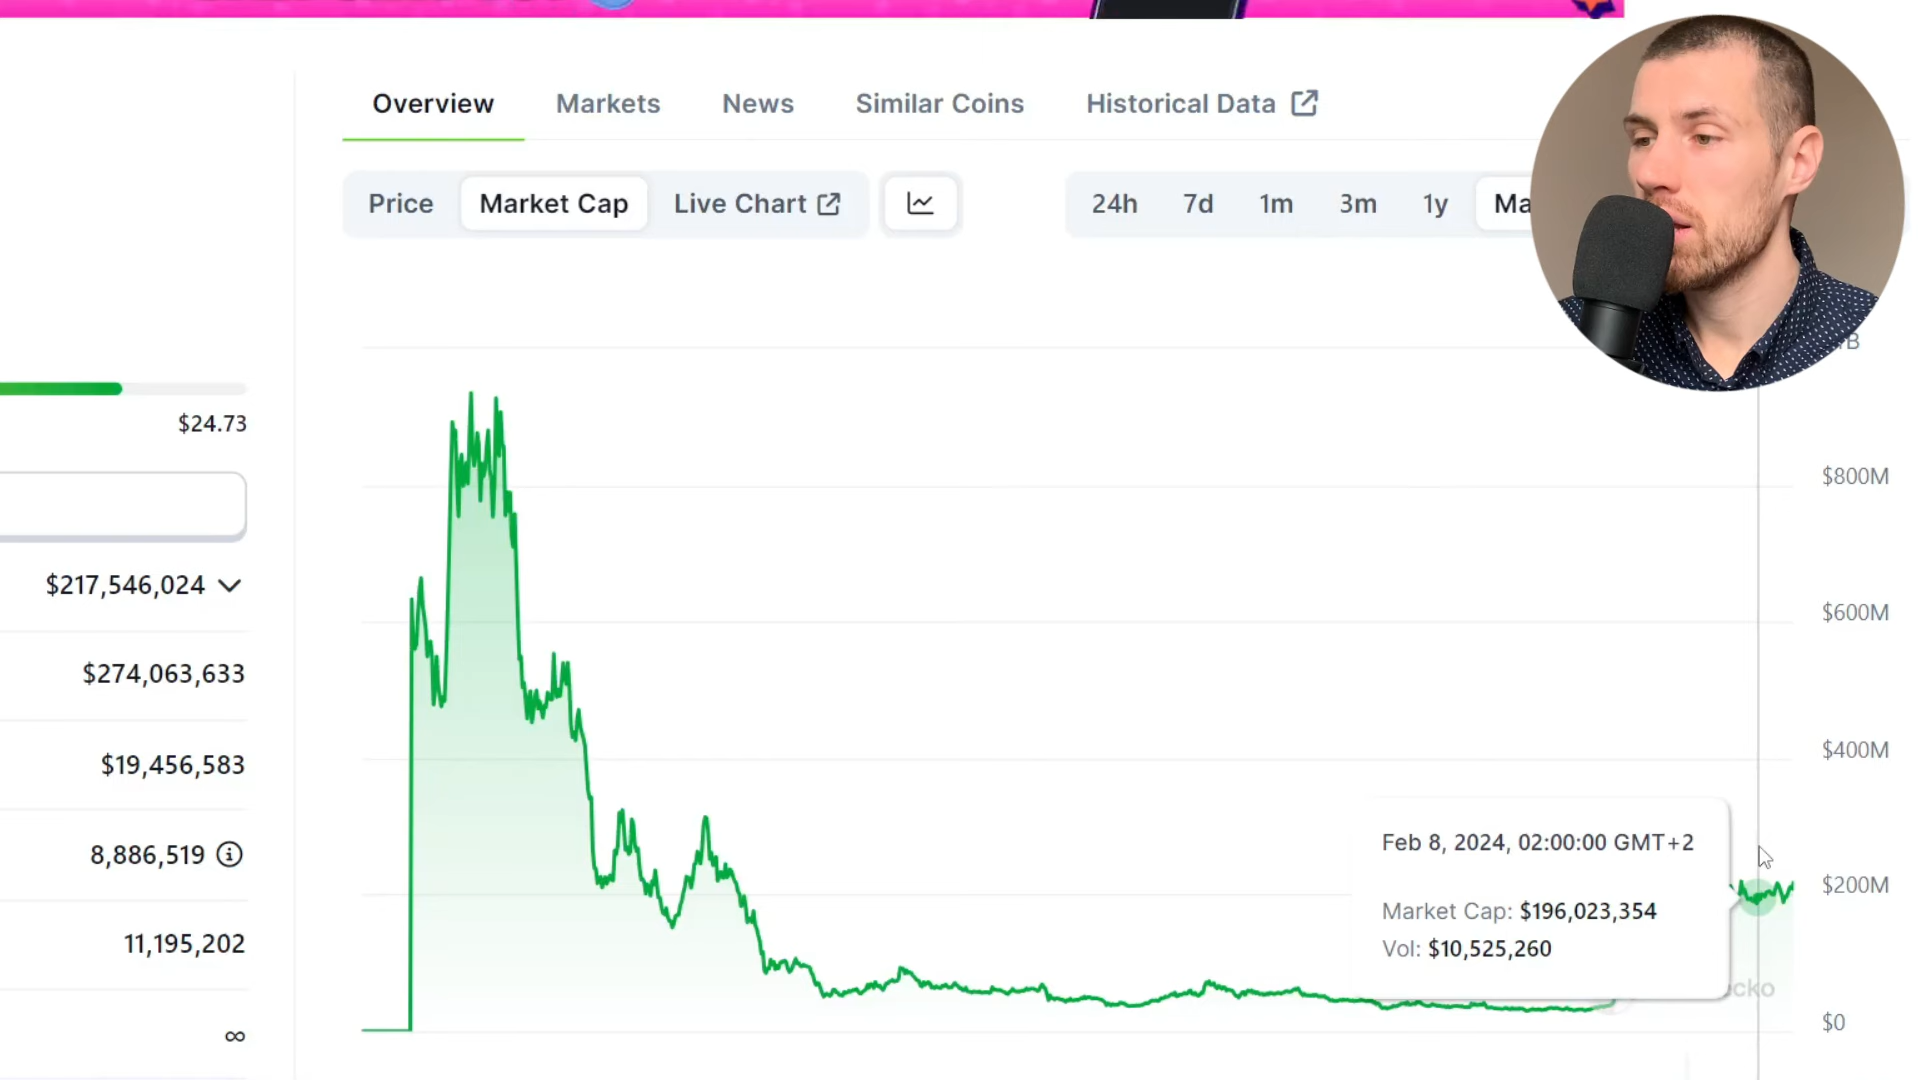 Overview Markets News Similar Coins Historical Data
Price Market Cap Live Chart 24h 7d 1m 3m 1y Ma
B
$24.73
$800M
$217,546,024
$600M
$274,063,633
$19,456,583
$400M
8,886,519
Feb 8, 2024, 02:00:00 GMT+2
$200M
Market Cap: $196,023,354
11,195,202
Vol: $10,525,260
ecko
$0
∞